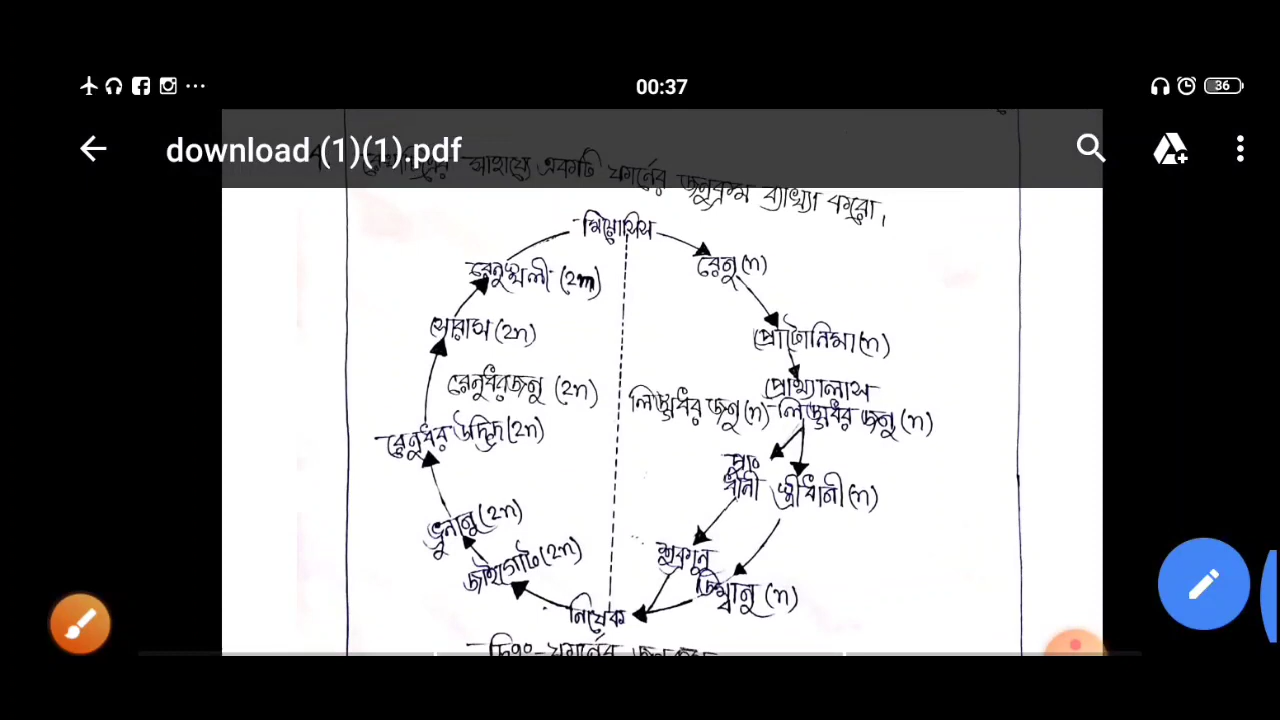 00:37
36
download (1)(1).pdf
সাহায্যে একটি ফার্নের জনুক্রম ব্যাখ্যা করো।
মিয়োসিস
রেনু (n)
রেনুস্থলী (2n)
প্রোটোনিমা (n)
সোরাস (2n)
প্রোথ্যালাস
রেনুধর জনু (2n)
লিঙ্গধর জনু (n)
লিঙ্গধর জনু (n)
রেনুধর উদ্ভিদ (2n)
পুং
ধানী
স্ত্রীধানী (n)
ভ্রুনানু (2n)
শুক্রানু
জাইগোট (2n)
ডিম্বানু (n)
নিষেক